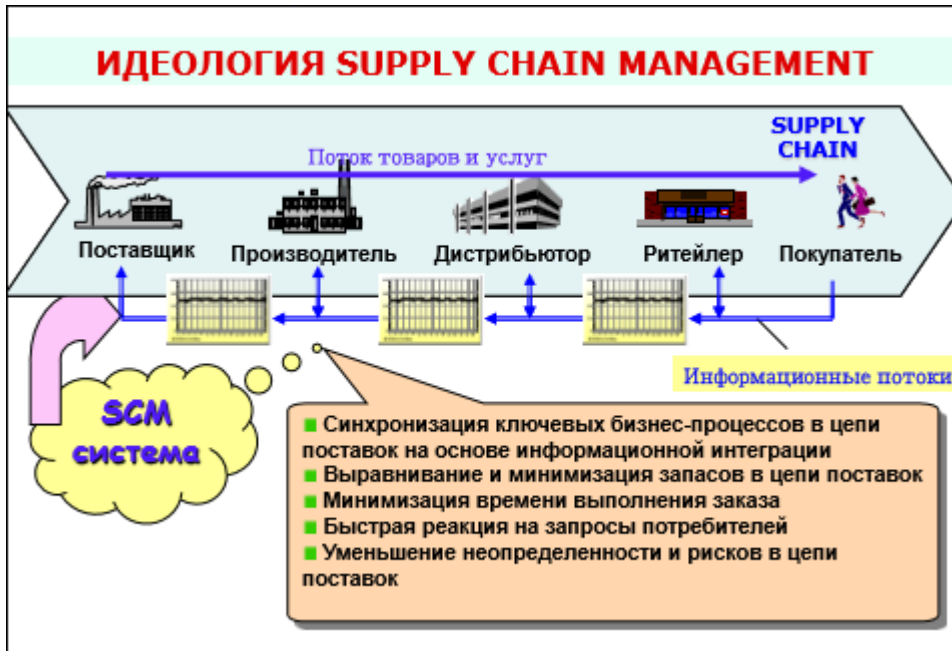 ИДЕОЛОГИЯ SUPPLY CHAIN MANAGEMENT
SUPPLY
CHAIN
Поток товаров и услуг
Поставщик
Производитель
Дистрибьютор
Ритейлер
Покупатель
Информационные потоки
SCM
система
Синхронизация ключевых бизнес-процессов в цепи
поставок на основе информационной интеграции
Выравнивание и минимизация запасов в цепи поставок
Минимизация времени выполнения заказа
Быстрая реакция на запросы потребителей
Уменьшение неопределенности и рисков в цепи
поставок